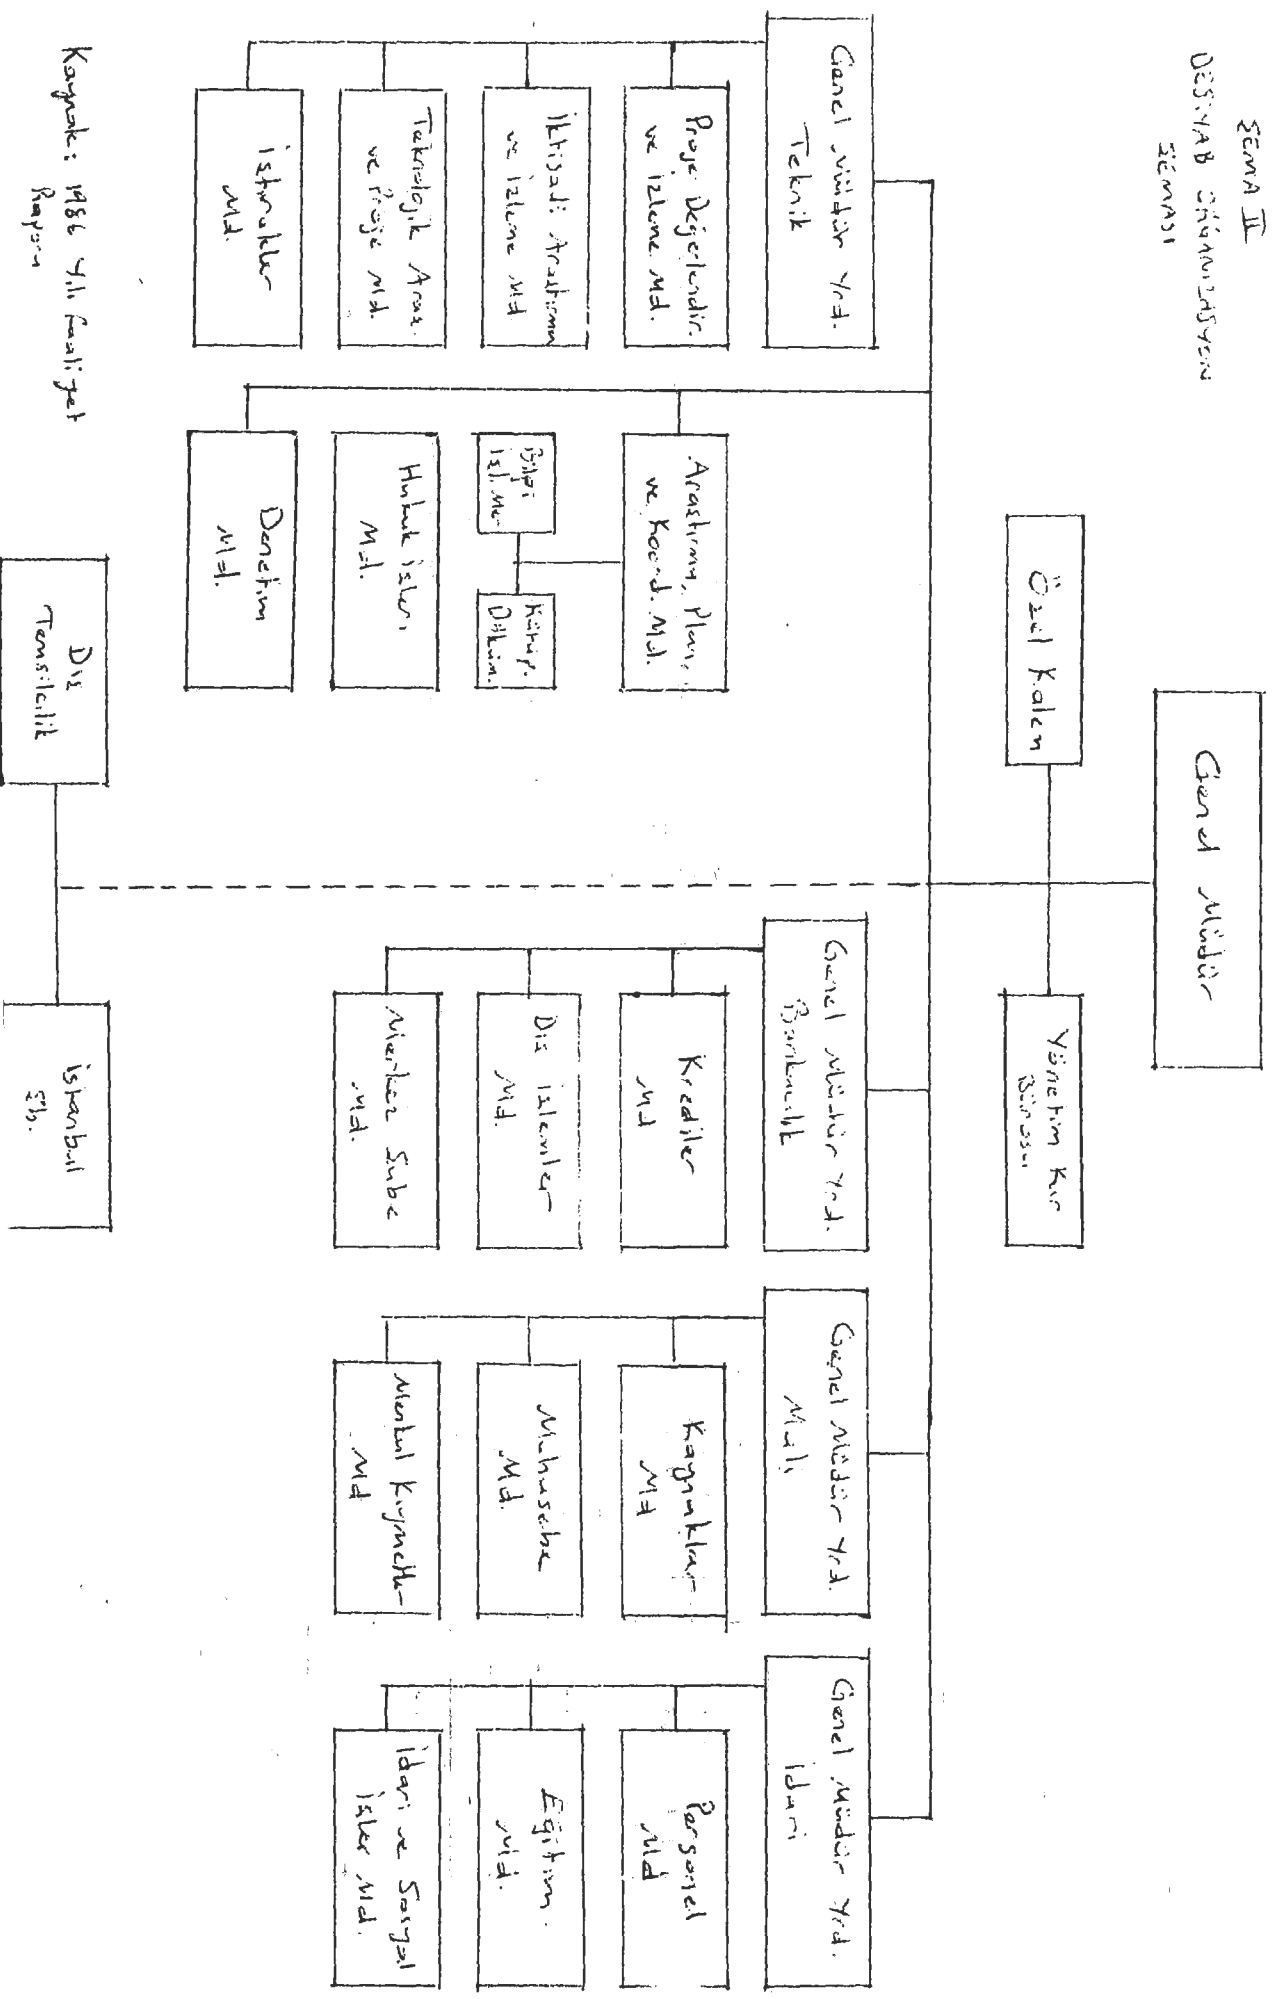 ŞEMA II
DESİYAB ORGANİZASYON
ŞEMASI
Genel Müdür
Özel Kalem
Yönetim Kur
Bürosu
Genel Müdür Yrd.
Teknik
Proje Değerlendir.
ve İzleme Md.
İktisadi Araştırma
ve İzleme Md
Teknolojik Araş.
ve Proje Md.
İştirakler
Md.
Araştırma, Plan,
ve Koord. Md.
Bilgi
İşl. Mer
Kütüp.
Döküm.
Hukuk İşleri
Md.
Denetim
Md.
Genel Müdür Yrd.
Bankacılık
Krediler
Md
Dış İşlemler
Md.
Merkez Şube
Md.
Genel Müdür Yrd.
Mali
Kaynaklar
Md
Muhasebe
Md.
Menkul Kıymetler
Md
Genel Müdür Yrd.
İdari
Personel
Md
Eğitim.
Md.
İdari ve Sosyal
İşler Md.
Dış
Temsilcilik
İstanbul
Şb.
Kaynak: 1986 Yılı Faaliyet
Raporu